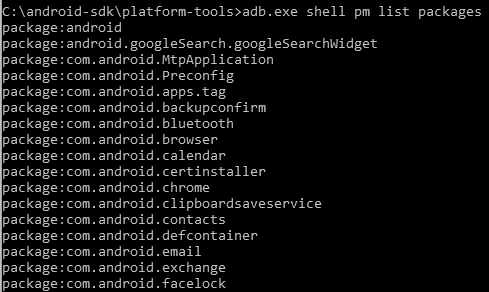 C:\android-sdk\platform-tools>adb.exe shell pm list packages
package:android
package:android.googleSearch.googleSearchWidget
package:com.android.MtpApplication
package:com.android.Preconfig
package:com.android.apps.tag
package:com.android.backupconfirm
package:com.android.bluetooth
package:com.android.browser
package:com.android.calendar
package:com.android.certinstaller
package:com.android.chrome
package:com.android.clipboardsaveservice
package:com.android.contacts
package:com.android.defcontainer
package:com.android.email
package:com.android.exchange
package:com.android.facelock